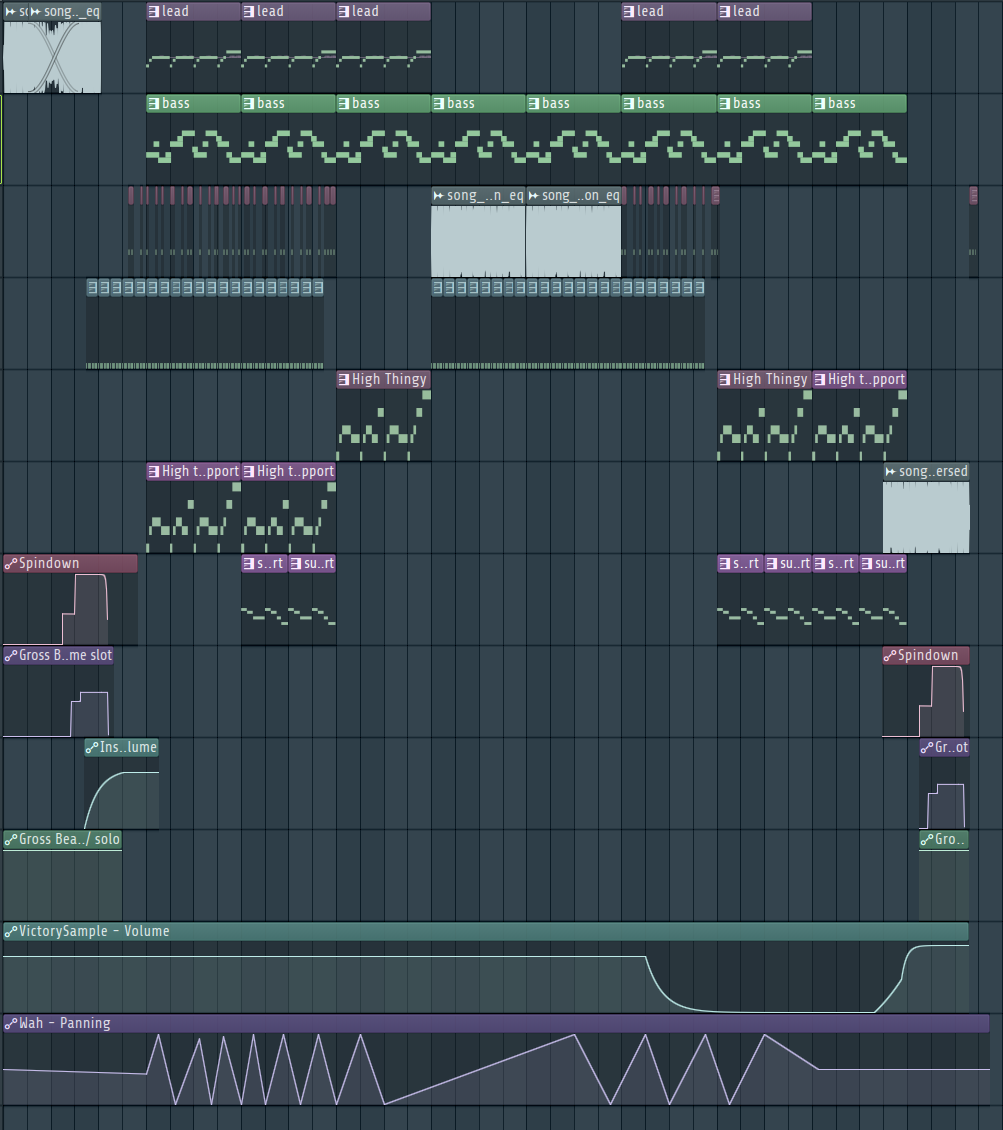 sc song.._eq lead lead lead lead lead
bass bass bass bass bass bass bass bass
song_..n_eq song_..on_eq
High Thingy High Thingy High t..pport
High t..pport High t..pport song..ersed
Spindown s..rt su..rt s..rt su..rt s..rt su..rt
Gross B..me slot Spindown
Ins..lume Gr..ot
Gross Bea../ solo Gro..
VictorySample - Volume
Wah - Panning